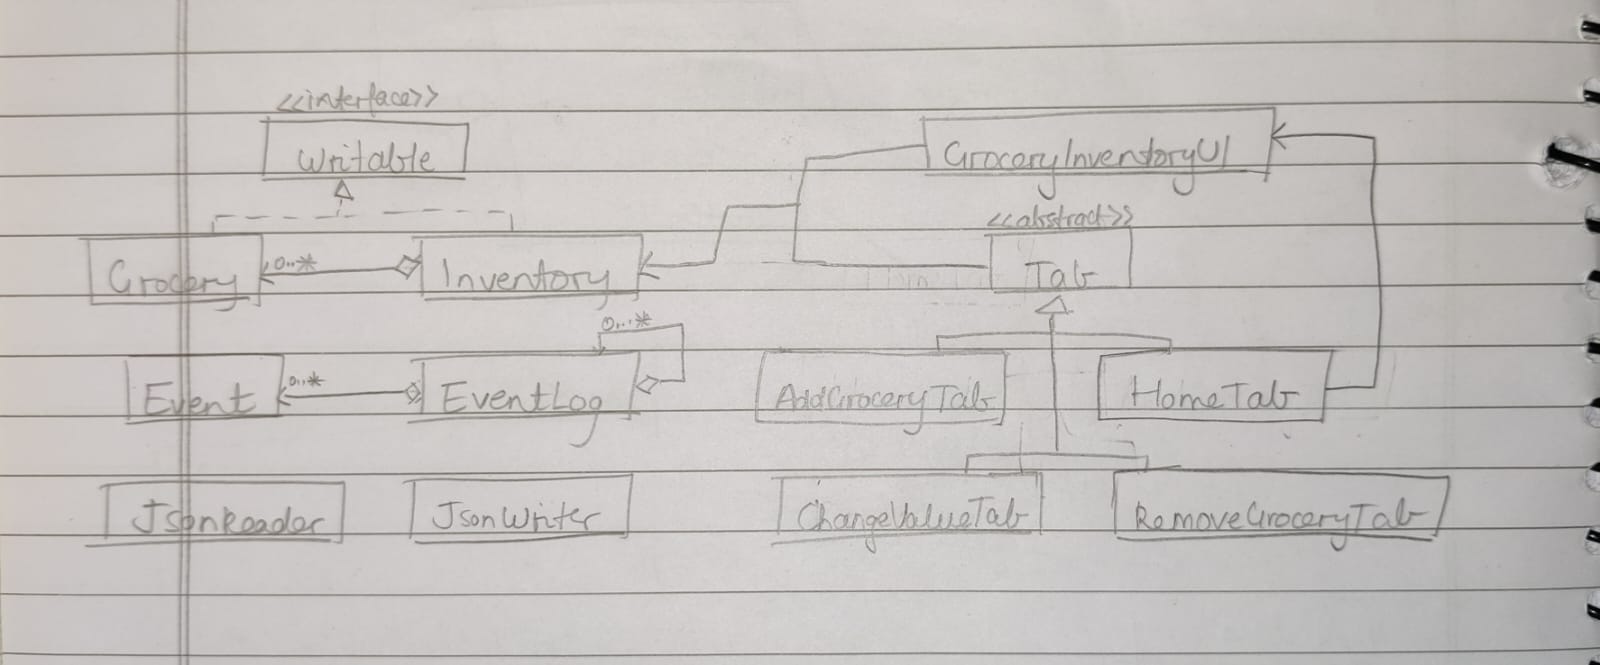 <<interface>>
Writable
GroceryInventoryUI
<<abstract>>
Grocery
0..*
Inventory
Tab
0...*
Event
0..*
EventLog
AddGroceryTab
HomeTab
JsonReader
JsonWriter
ChangeValueTab
RemoveGroceryTab